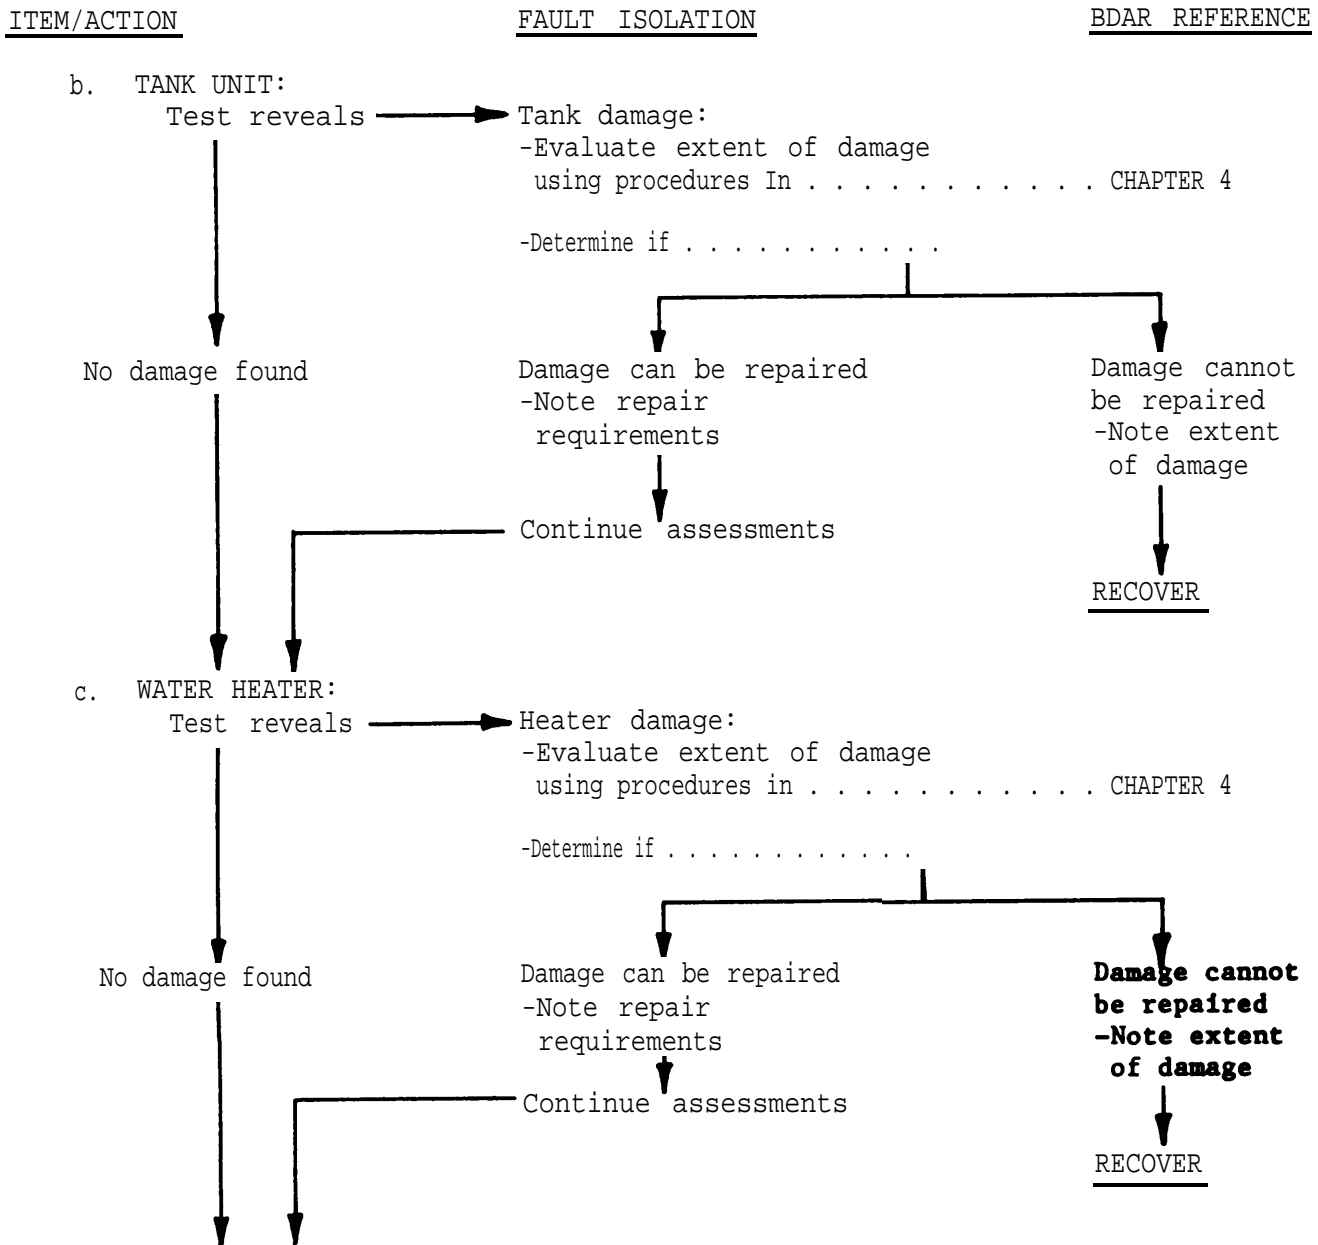 ITEM/ACTION FAULT ISOLATION BDAR REFERENCE
b. TANK UNIT:
Test reveals Tank damage:
-Evaluate extent of damage
using procedures In . . . . . . . . . . . CHAPTER 4
-Determine if . . . . . . . . . . .
No damage found
Damage can be repaired
-Note repair
requirements
Damage cannot
be repaired
-Note extent
of damage
Continue assessments
RECOVER
c. WATER HEATER:
Test reveals Heater damage:
-Evaluate extent of damage
using procedures in . . . . . . . . . . . CHAPTER 4
-Determine if . . . . . . . . . . . .
No damage found
Damage can be repaired
-Note repair
requirements
Damage cannot
be repaired
-Note extent
of damage
Continue assessments
RECOVER